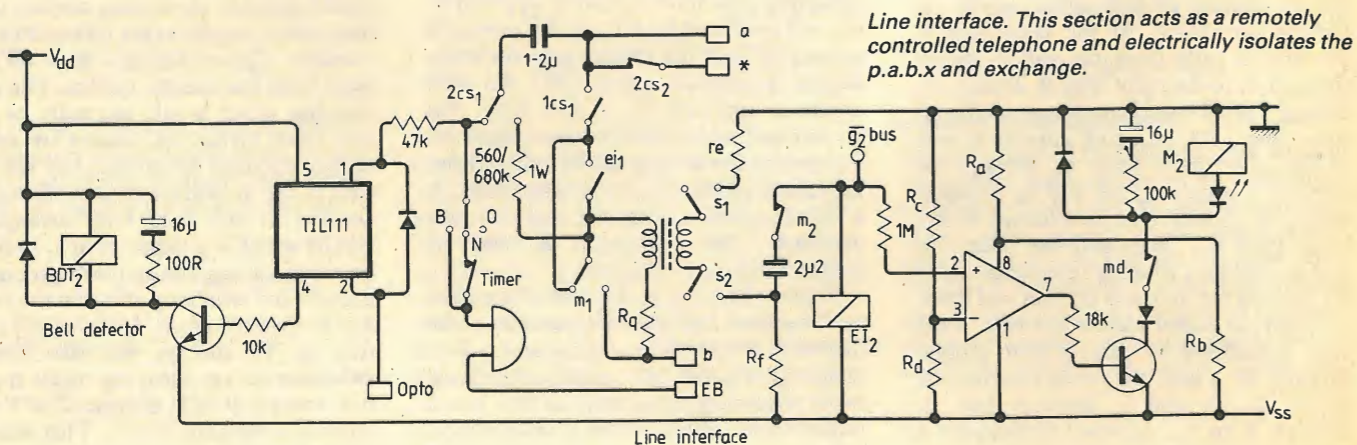 Line interface. This section acts as a remotely
controlled telephone and electrically isolates the
p.a.b.x and exchange.
Vdd
1-2μ
a
*
2cs₁
1cs₁
2cs₂
47k
5
1
TIL111
4
2
BDT₂
16μ
100R
Bell detector
10k
Opto
560/
680k
1W
B
O
N
Timer
ei₁
m₁
Rq
b
EB
re
s₁
s₂
m₂
2μ2
Rf
g̅₂ bus
EI₂
1M
Rc
Rd
Ra
2
+
3
−
8
7
1
18k
16μ
100k
M₂
md₁
Rb
Vss
Line interface